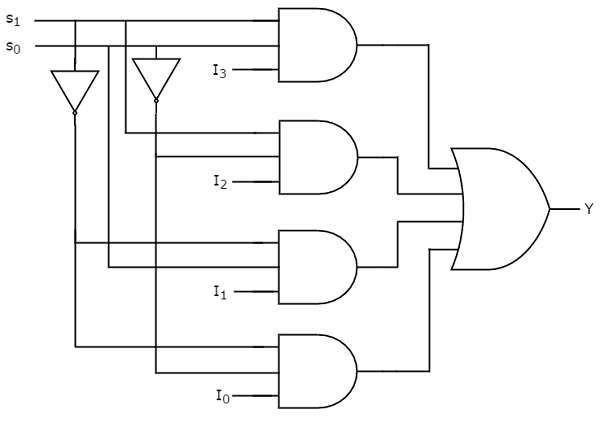 s₁
s₀
I₃
I₂
Y
I₁
I₀